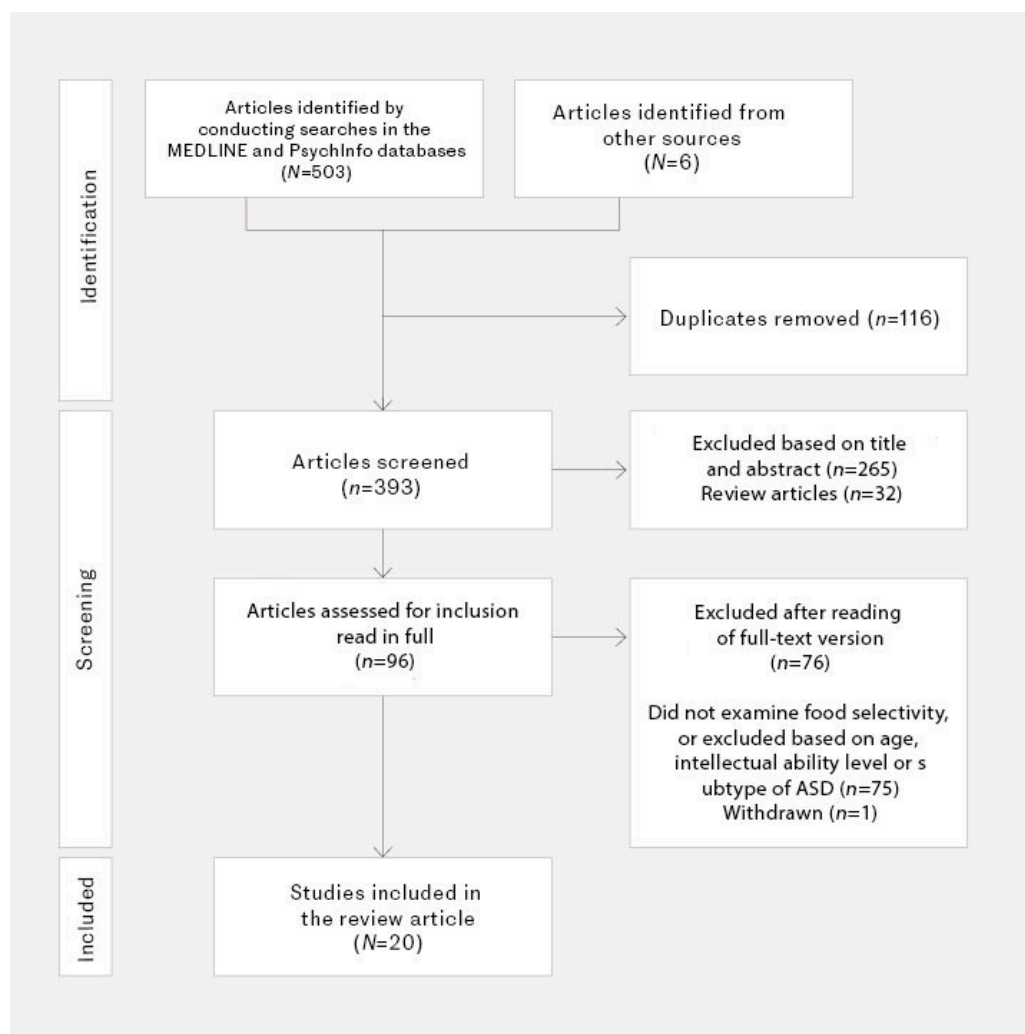 Identification
Articles identified by
conducting searches in the
MEDLINE and PsychInfo databases
(N=503)
Articles identified from
other sources
(N=6)
Duplicates removed (n=116)
Screening
Articles screened
(n=393)
Excluded based on title
and abstract (n=265)
Review articles (n=32)
Articles assessed for inclusion
read in full
(n=96)
Excluded after reading
of full-text version
(n=76)
Did not examine food selectivity,
or excluded based on age,
intellectual ability level or s
ubtype of ASD (n=75)
Withdrawn (n=1)
Included
Studies included in
the review article
(N=20)